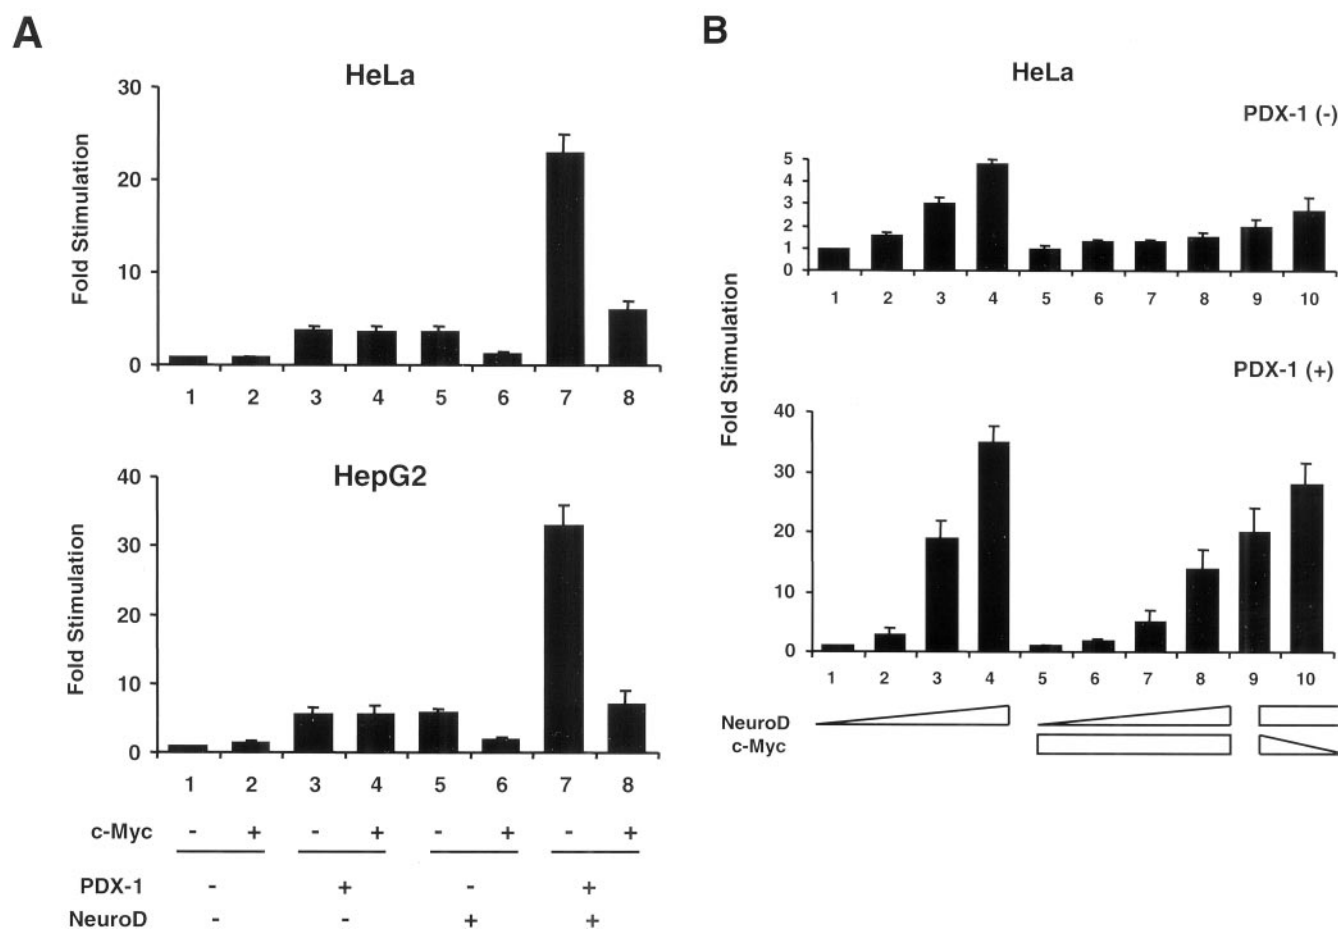 A
HeLa
Fold Stimulation
30
20
10
0
1 2 3 4 5 6 7 8
HepG2
Fold Stimulation
40
30
20
10
0
1 2 3 4 5 6 7 8
c-Myc - + - + - + - +
PDX-1 - + - +
NeuroD - - + +
B
HeLa
PDX-1 (-)
5
4
3
2
1
0
1 2 3 4 5 6 7 8 9 10
Fold Stimulation
PDX-1 (+)
40
30
20
10
0
1 2 3 4 5 6 7 8 9 10
NeuroD
c-Myc